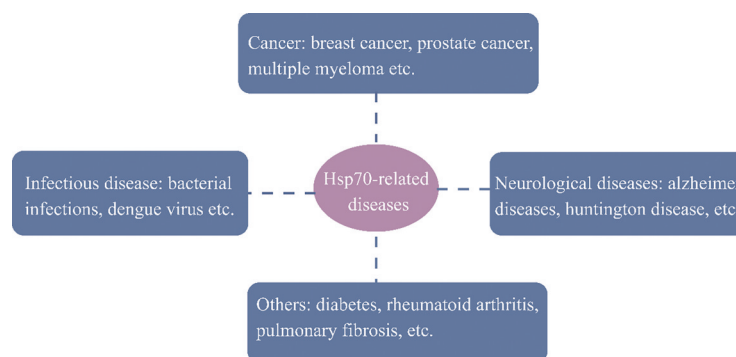 Cancer: breast cancer, prostate cancer,
multiple myeloma etc.
Infectious disease: bacterial
infections, dengue virus etc.
Hsp70-related
diseases
Neurological diseases: alzheimer
diseases, huntington disease, etc
Others: diabetes, rheumatoid arthritis,
pulmonary fibrosis, etc.